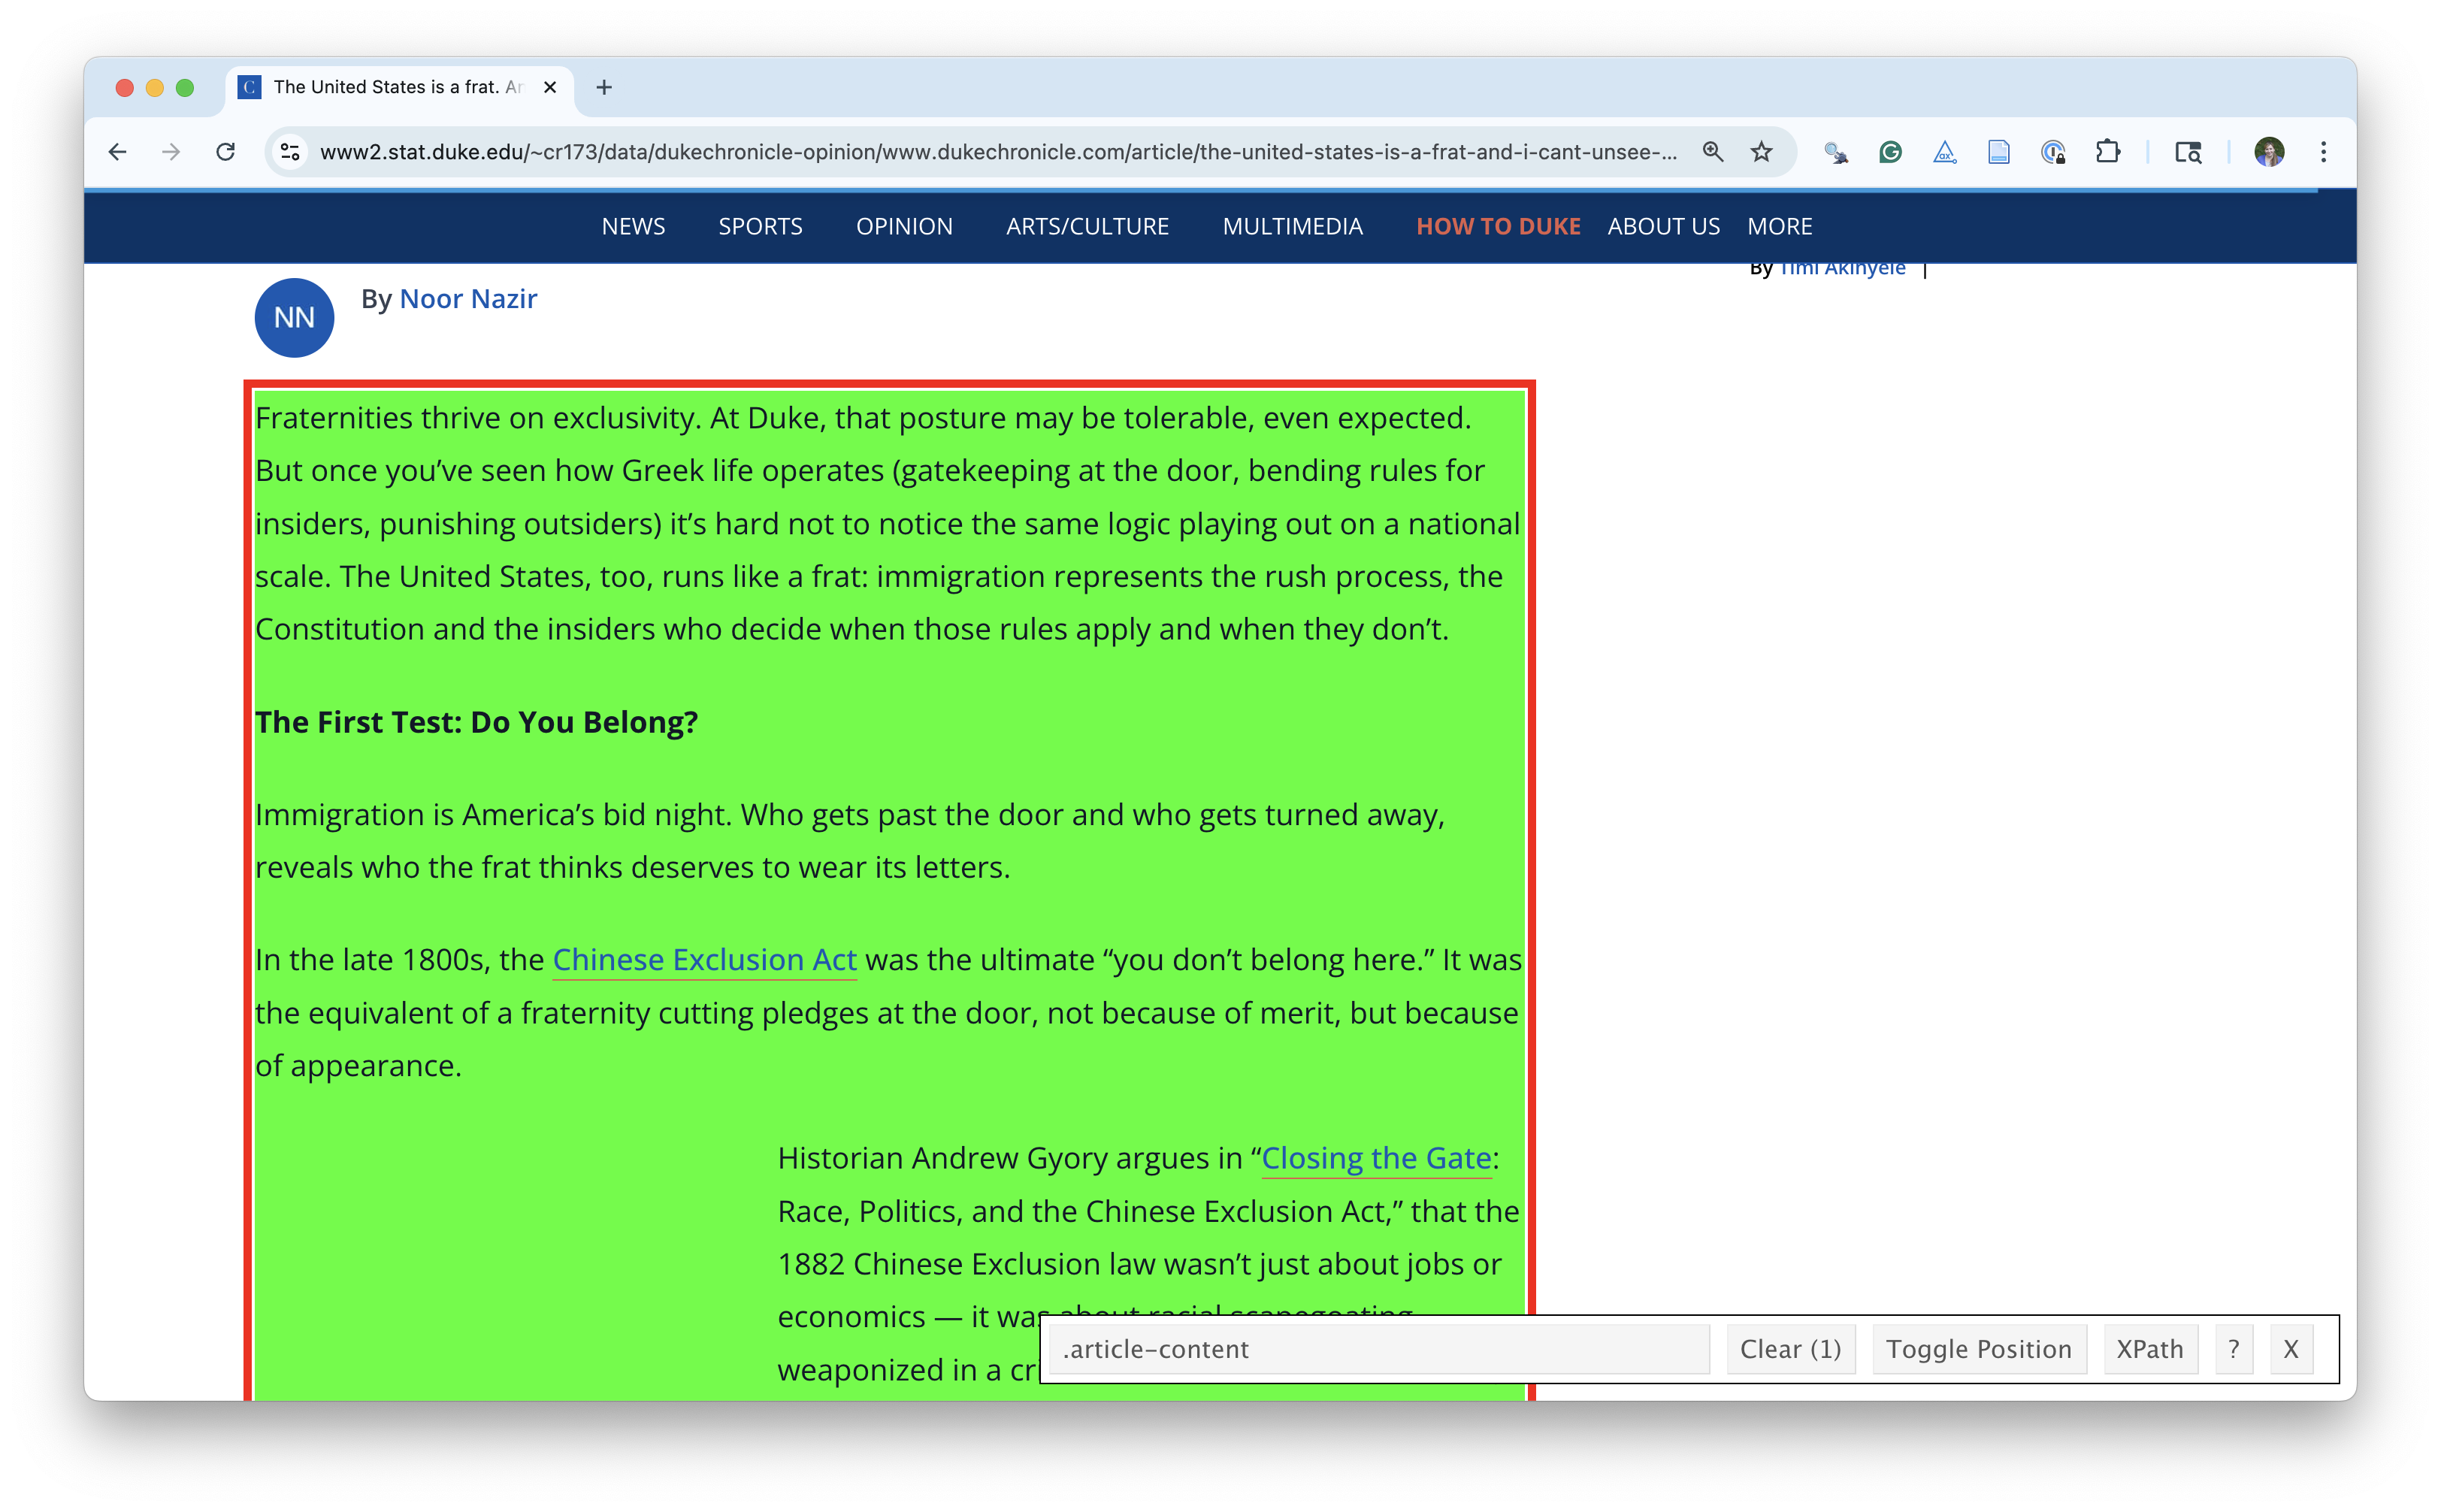 The United States is a frat. An
www2.stat.duke.edu/~cr173/data/dukechronicle-opinion/www.dukechronicle.com/article/the-united-states-is-a-frat-and-i-cant-unsee-...
NEWS SPORTS OPINION ARTS/CULTURE MULTIMEDIA HOW TO DUKE ABOUT US MORE
By Timi Akinyele |
NN
By Noor Nazir
Fraternities thrive on exclusivity. At Duke, that posture may be tolerable, even expected.
But once you’ve seen how Greek life operates (gatekeeping at the door, bending rules for
insiders, punishing outsiders) it’s hard not to notice the same logic playing out on a national
scale. The United States, too, runs like a frat: immigration represents the rush process, the
Constitution and the insiders who decide when those rules apply and when they don’t.
The First Test: Do You Belong?
Immigration is America’s bid night. Who gets past the door and who gets turned away,
reveals who the frat thinks deserves to wear its letters.
In the late 1800s, the Chinese Exclusion Act was the ultimate “you don’t belong here.” It was
the equivalent of a fraternity cutting pledges at the door, not because of merit, but because
of appearance.
Historian Andrew Gyory argues in “Closing the Gate:
Race, Politics, and the Chinese Exclusion Act,” that the
1882 Chinese Exclusion law wasn’t just about jobs or
economics — it was about racial scapegoating
weaponized in a cri
.article-content Clear (1) Toggle Position XPath ? X